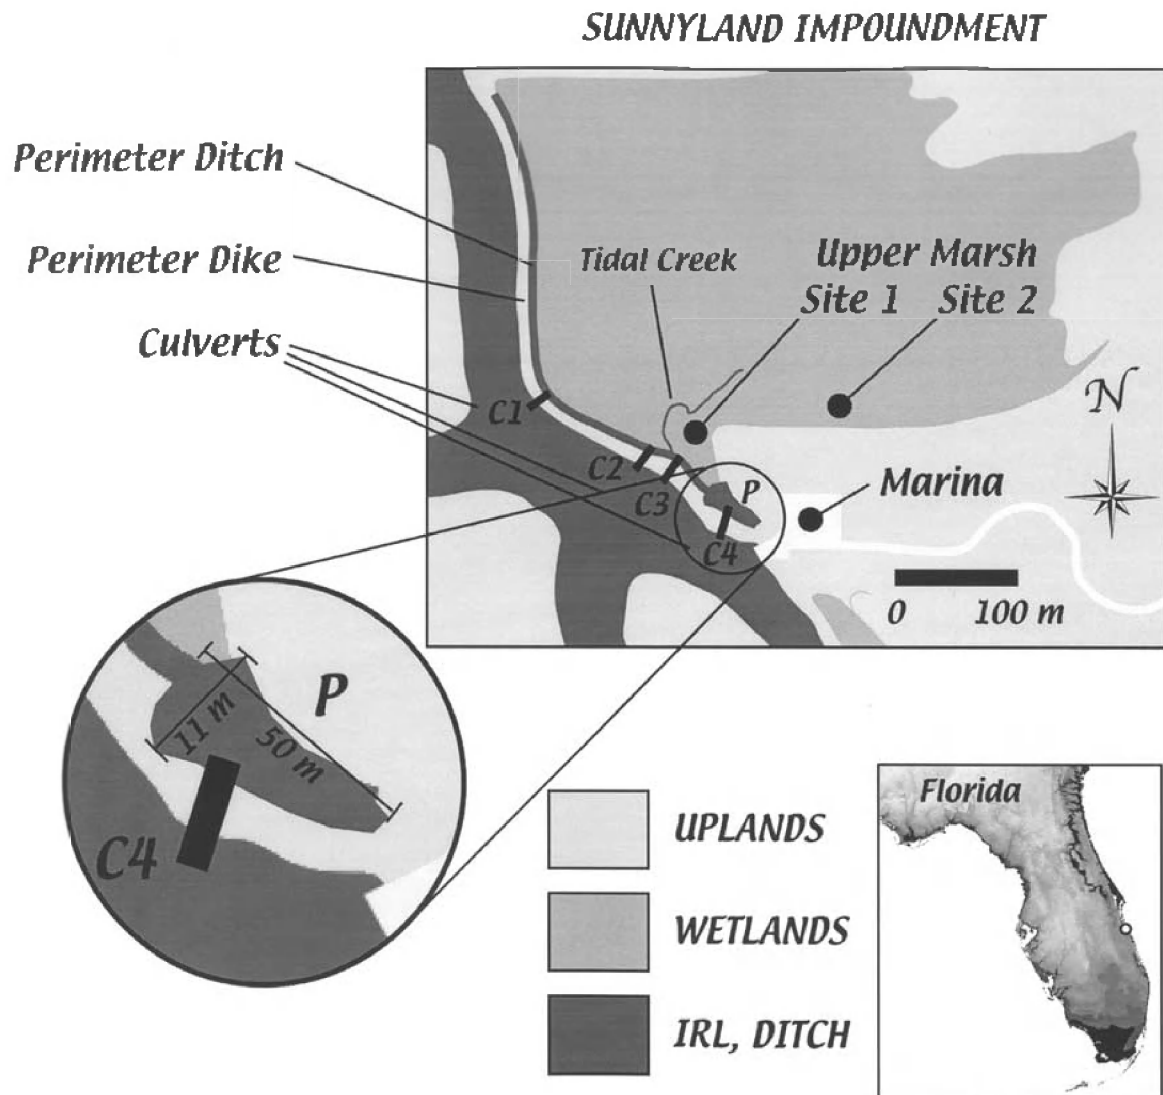 SUNNYLAND IMPOUNDMENT
Perimeter Ditch
Perimeter Dike
Culverts
Tidal Creek
Upper Marsh
Site 1 Site 2
C1
C2
C3
C4
P
Marina
N
0 100 m
P
11 m
50 m
C4
UPLANDS
WETLANDS
IRL, DITCH
Florida